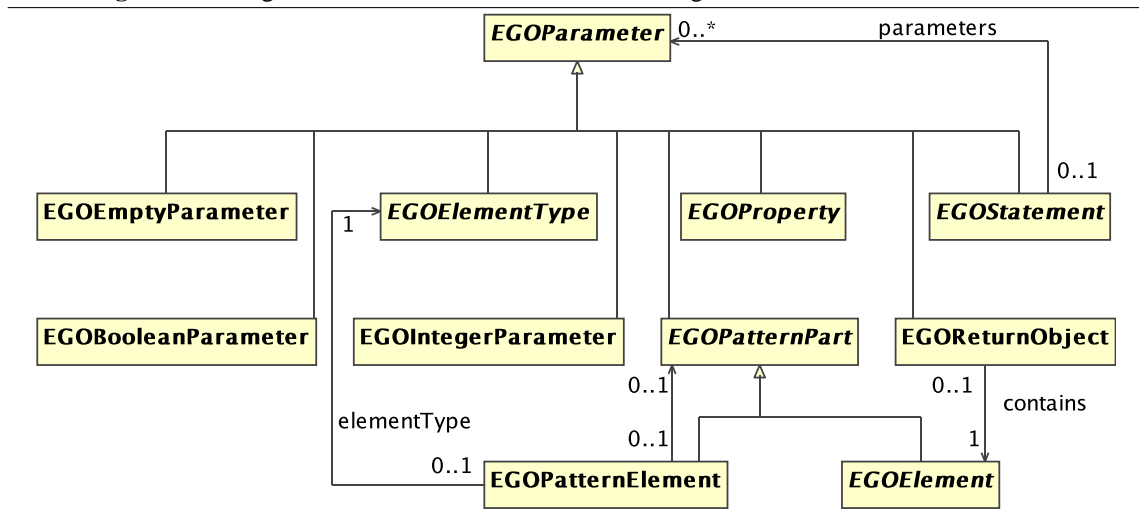 EGOParameter
0..*
parameters
0..1
EGOEmptyParameter
EGOElementType
EGOProperty
EGOStatement
1
EGOBooleanParameter
EGOIntegerParameter
EGOPatternPart
EGOReturnObject
0..1
0..1
contains
elementType
0..1
1
0..1
EGOPatternElement
EGOElement